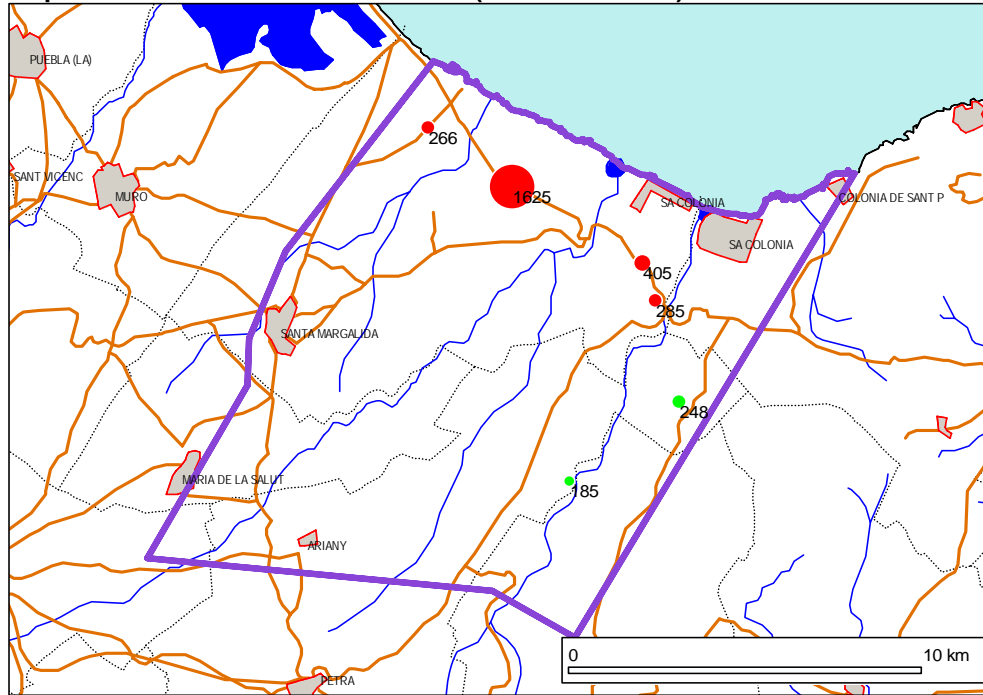 PUEBLA (LA)
266
SANT VICENC
MURO
1625
SA COLONIA
COLONIA DE SANT P
SA COLONIA
405
285
SANTA MARGALIDA
248
MARIA DE LA SALUT
185
ARIANY
0 10 km
PETRA